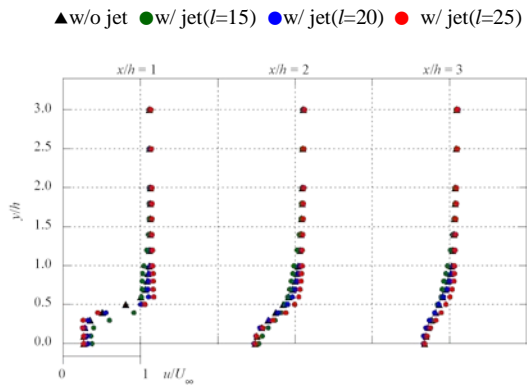 ▲w/o jet ●w/ jet(l=15) ●w/ jet(l=20) ● w/ jet(l=25)
x/h = 1 x/h = 2 x/h = 3
3.0
2.5
2.0
y/h
1.5
1.0
0.5
0.0
0 1 u/U∞